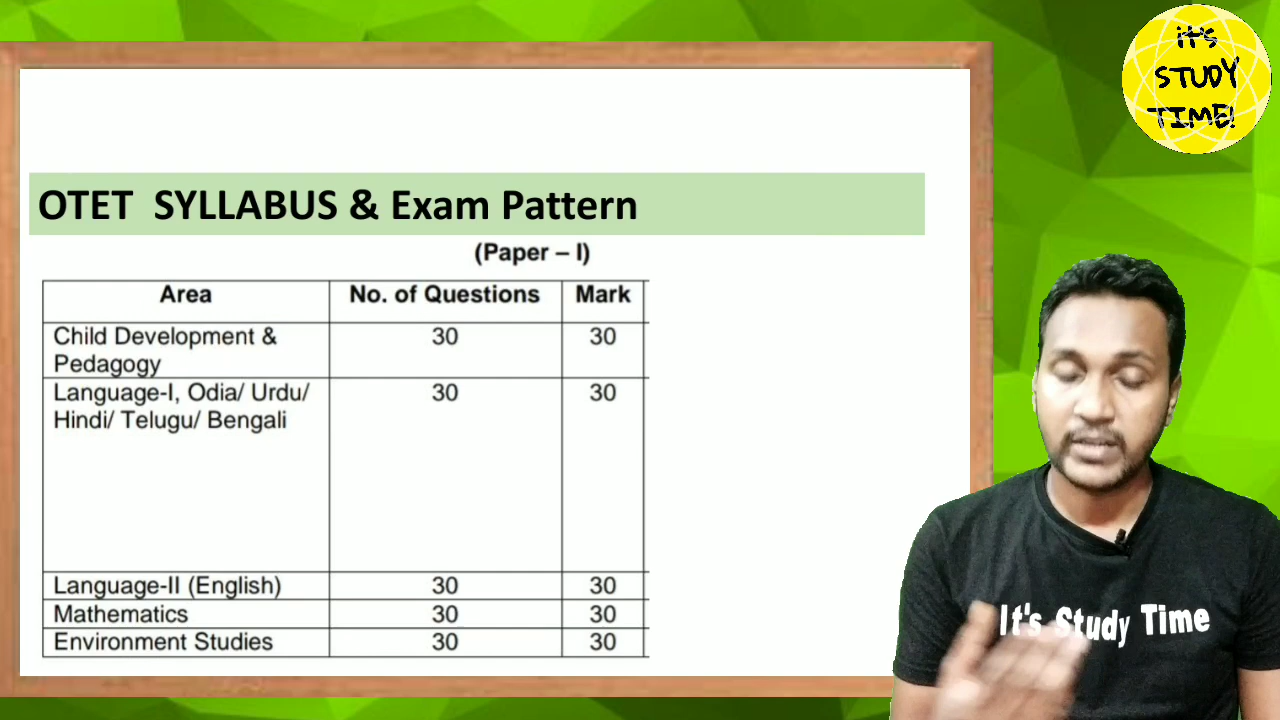 it's
STUDY
TIME!
OTET SYLLABUS & Exam Pattern
(Paper – I)
Area No. of Questions Mark
Child Development & 30 30
Pedagogy
Language-I, Odia/ Urdu/ 30 30
Hindi/ Telugu/ Bengali
Language-II (English) 30 30
Mathematics 30 30
Environment Studies 30 30
It's Study Time